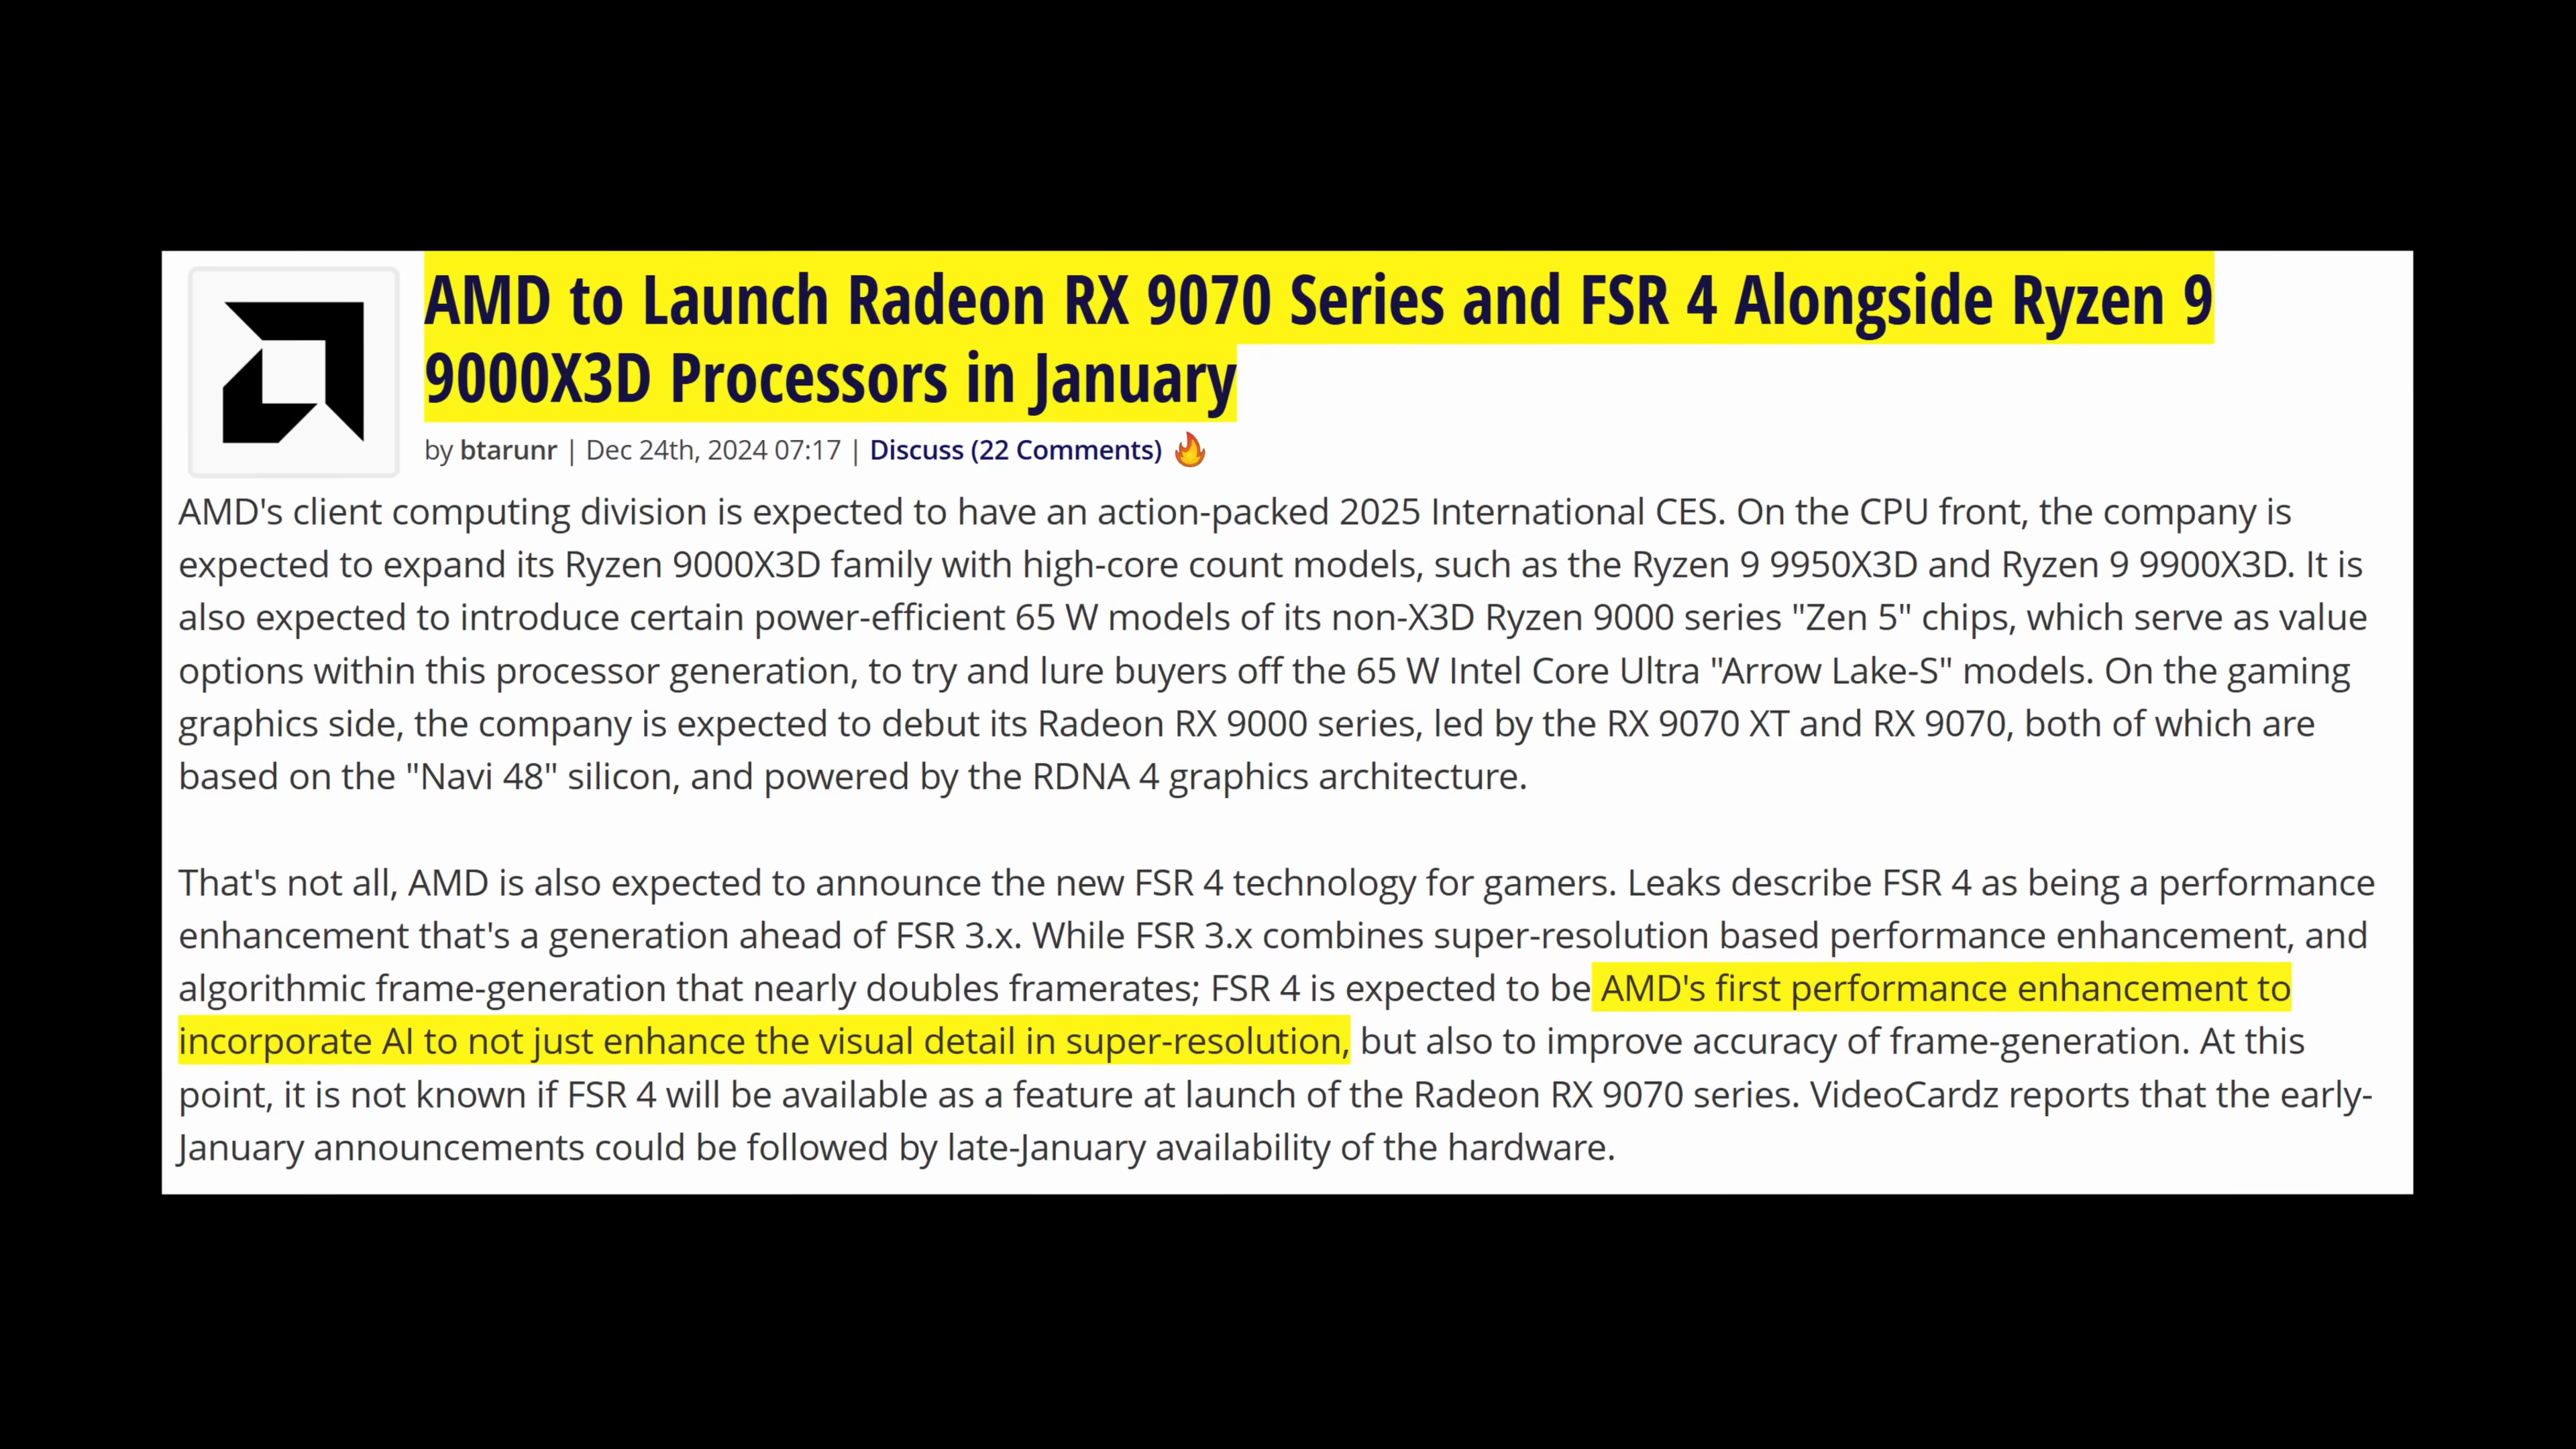 AMD to Launch Radeon RX 9070 Series and FSR 4 Alongside Ryzen 9
9000X3D Processors in January
by btarunr | Dec 24th, 2024 07:17 | Discuss (22 Comments)
AMD's client computing division is expected to have an action-packed 2025 International CES. On the CPU front, the company is
expected to expand its Ryzen 9000X3D family with high-core count models, such as the Ryzen 9 9950X3D and Ryzen 9 9900X3D. It is
also expected to introduce certain power-efficient 65 W models of its non-X3D Ryzen 9000 series "Zen 5" chips, which serve as value
options within this processor generation, to try and lure buyers off the 65 W Intel Core Ultra "Arrow Lake-S" models. On the gaming
graphics side, the company is expected to debut its Radeon RX 9000 series, led by the RX 9070 XT and RX 9070, both of which are
based on the "Navi 48" silicon, and powered by the RDNA 4 graphics architecture.
That's not all, AMD is also expected to announce the new FSR 4 technology for gamers. Leaks describe FSR 4 as being a performance
enhancement that's a generation ahead of FSR 3.x. While FSR 3.x combines super-resolution based performance enhancement, and
algorithmic frame-generation that nearly doubles framerates; FSR 4 is expected to be AMD's first performance enhancement to
incorporate AI to not just enhance the visual detail in super-resolution, but also to improve accuracy of frame-generation. At this
point, it is not known if FSR 4 will be available as a feature at launch of the Radeon RX 9070 series. VideoCardz reports that the early-
January announcements could be followed by late-January availability of the hardware.